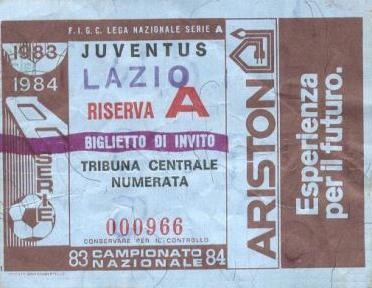 F.I.G.C. LEGA NAZIONALE SERIE A
1983
1984
JUVENTUS
LAZIO
RISERVA A
BIGLIETTO DI INVITO
TRIBUNA CENTRALE
NUMERATA
000966
CONSERVARE PER IL CONTROLLO
83 CAMPIONATO 84
NAZIONALE
SERIE
A
ARISTON
Esperienza
per il futuro.